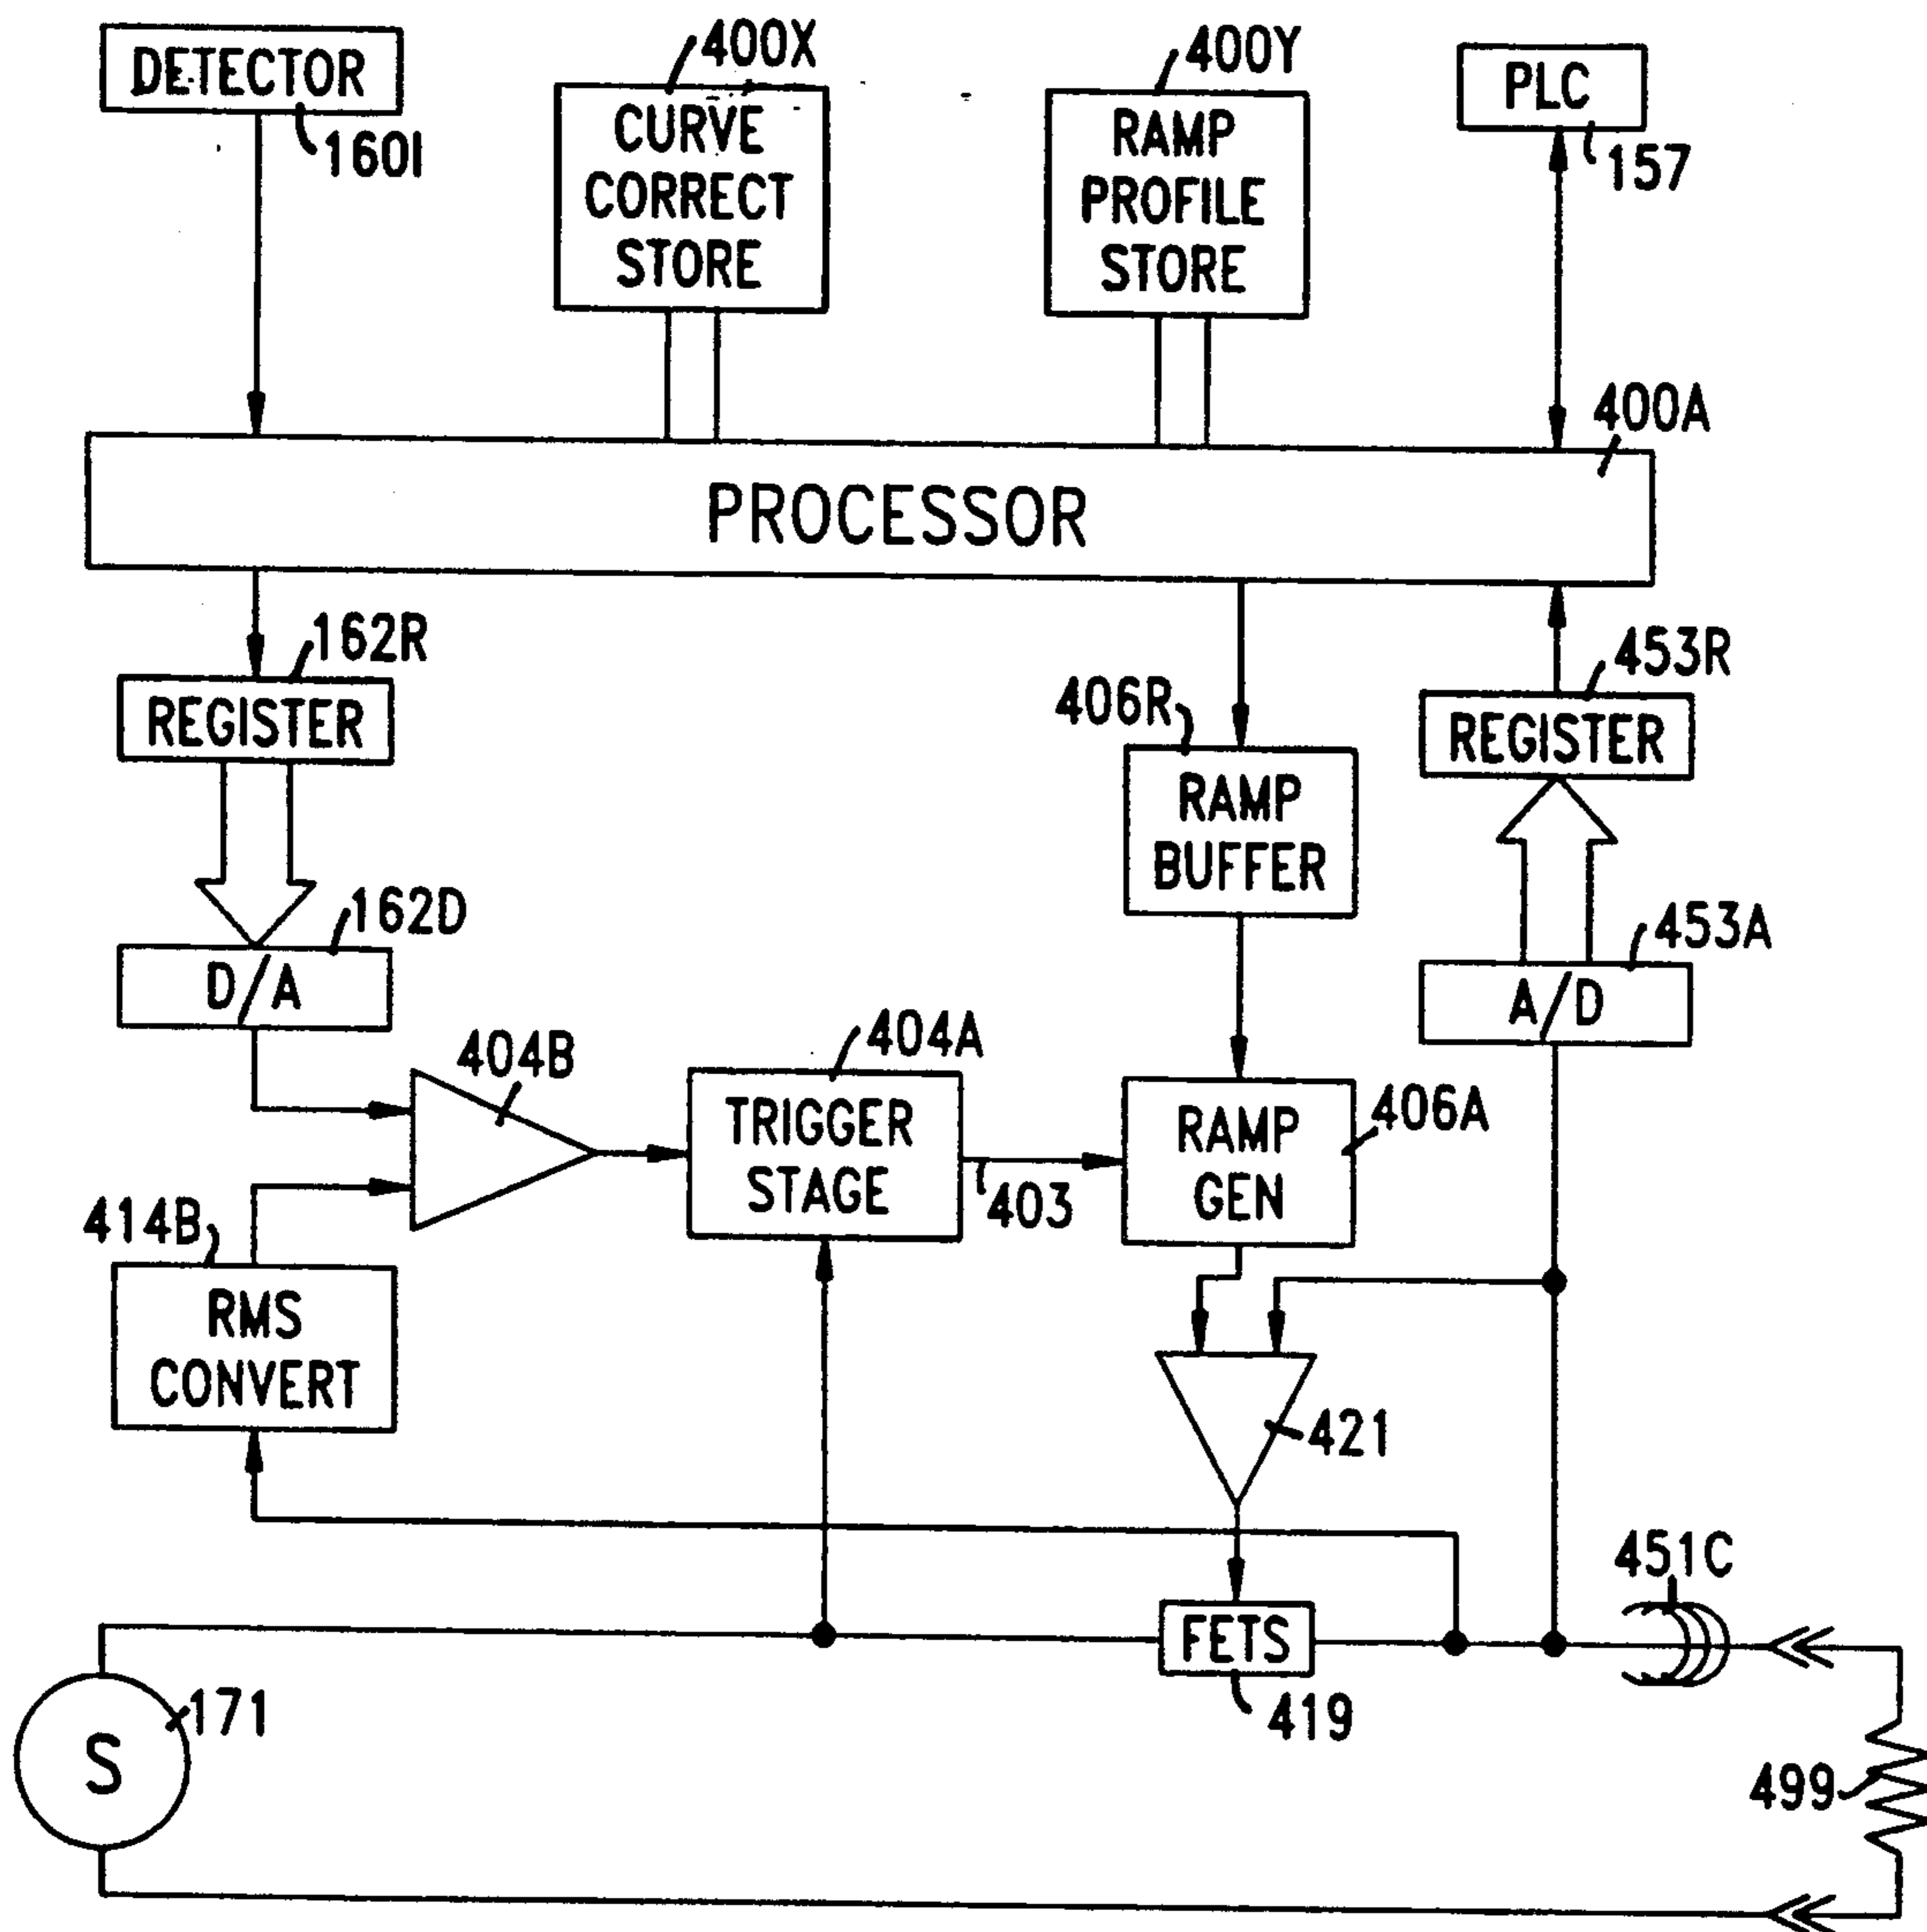 DETECTOR
160I
400X
CURVE
CORRECT
STORE
400Y
RAMP
PROFILE
STORE
PLC
157
400A
PROCESSOR
162R
REGISTER
406R
RAMP
BUFFER
453R
REGISTER
162D
D/A
453A
A/D
404B
404A
TRIGGER
STAGE
403
406A
RAMP
GEN
414B
RMS
CONVERT
421
451C
FETS
419
171
S
499